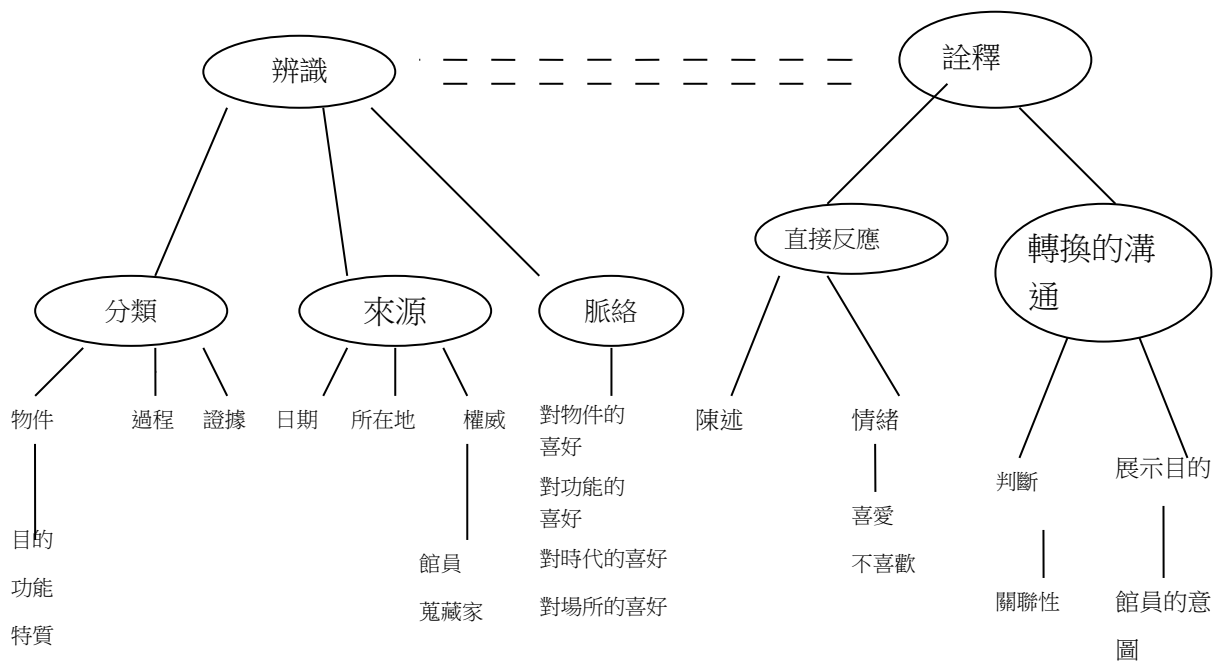 辨識
詮釋
直接反應
轉換的溝
通
分類
來源
脈絡
物件
過程
證據
日期
所在地
權威
對物件的
喜好
對功能的
喜好
對時代的喜好
對場所的喜好
陳述
情緒
喜愛
不喜歡
判斷
關聯性
展示目的
館員的意
圖
目的
功能
特質
館員
蒐藏家